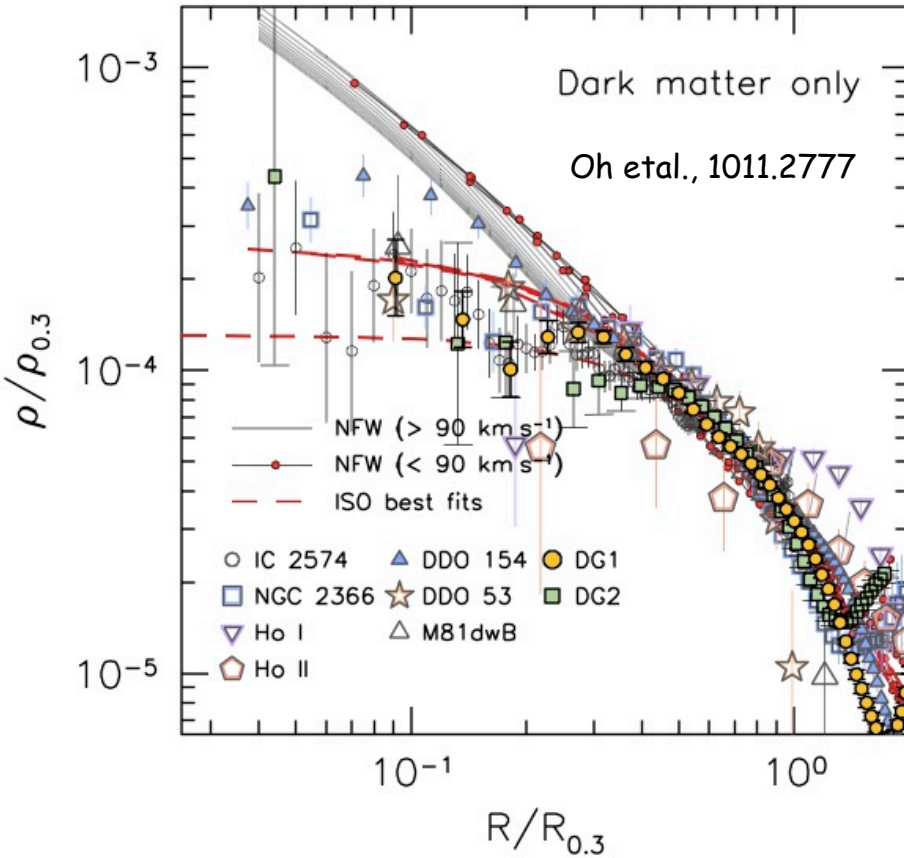 10⁻³
10⁻⁴
10⁻⁵
ρ/ρ0.3
Dark matter only
Oh etal., 1011.2777
NFW (> 90 km s⁻¹)
NFW (< 90 km s⁻¹)
ISO best fits
IC 2574 DDO 154 DG1
NGC 2366 DDO 53 DG2
Ho I M81dwB
Ho II
10⁻¹ 10⁰
R/R0.3